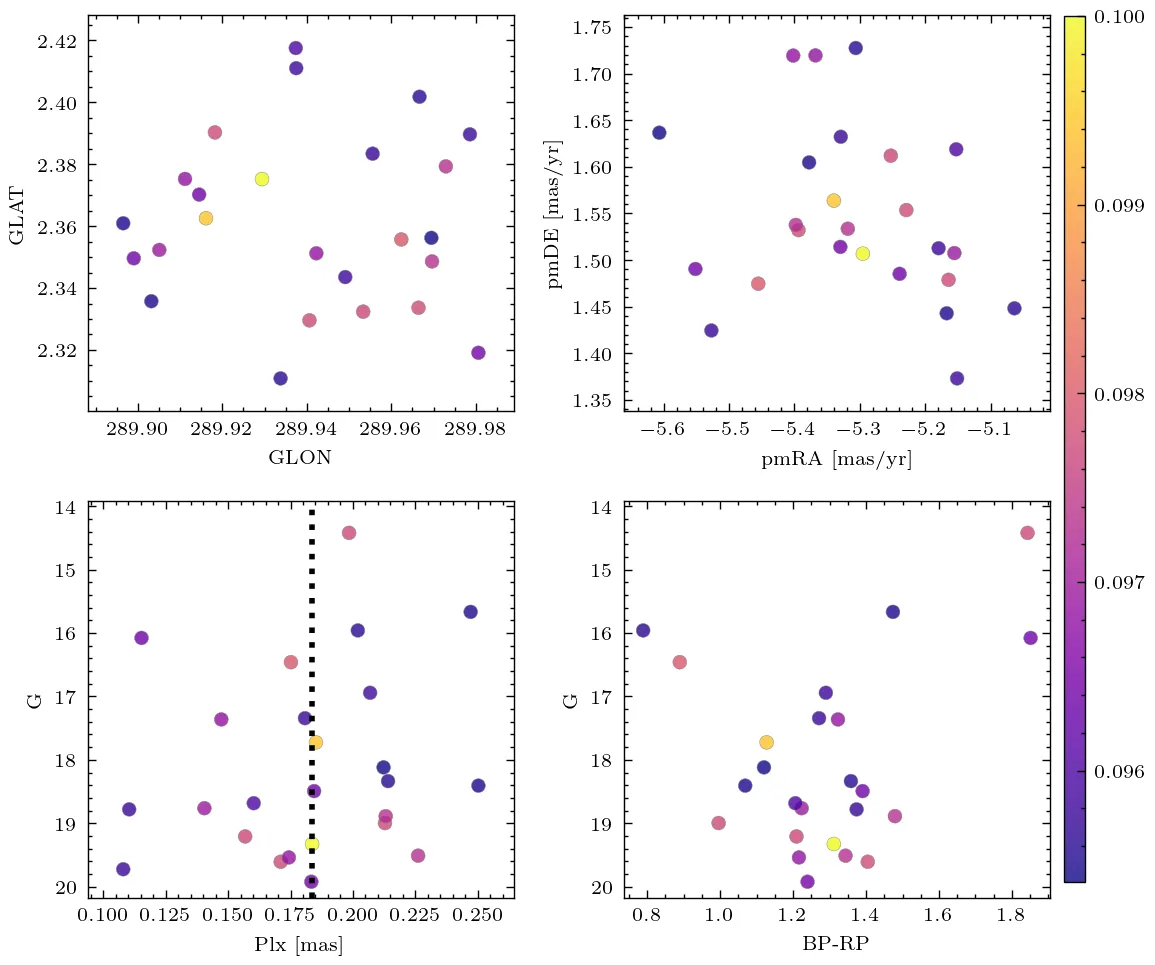 2.42
2.40
2.38
2.36
2.34
2.32
GLAT
289.90 289.92 289.94 289.96 289.98
GLON
1.75
1.70
1.65
1.60
1.55
1.50
1.45
1.40
1.35
pmDE [mas/yr]
−5.6 −5.5 −5.4 −5.3 −5.2 −5.1
pmRA [mas/yr]
0.100
0.099
0.098
0.097
0.096
14
15
16
17
18
19
20
G
0.100 0.125 0.150 0.175 0.200 0.225 0.250
Plx [mas]
14
15
16
17
18
19
20
G
0.8 1.0 1.2 1.4 1.6 1.8
BP-RP